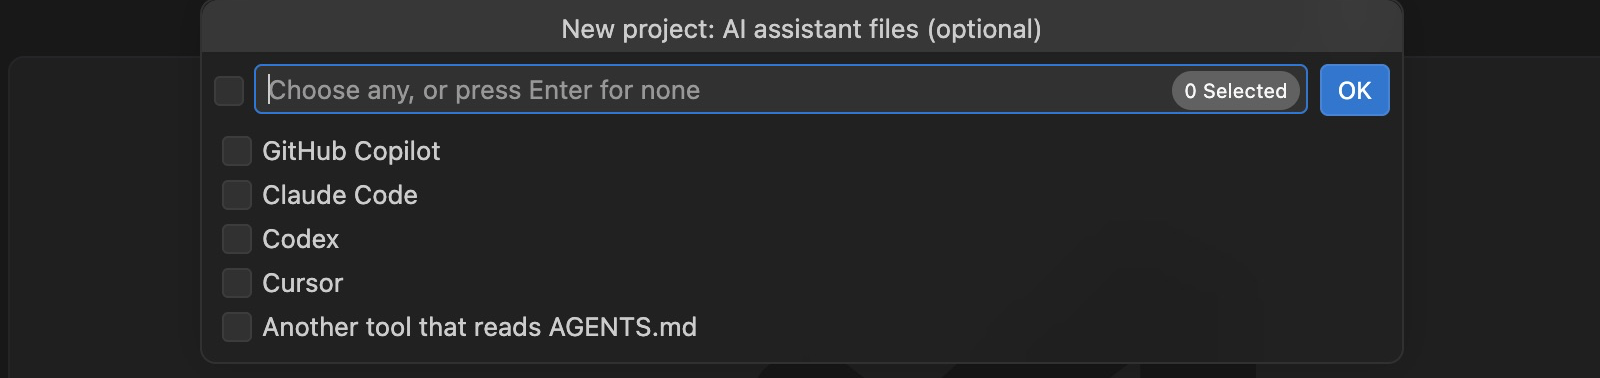 New project: AI assistant files (optional)
Choose any, or press Enter for none 0 Selected OK
GitHub Copilot
Claude Code
Codex
Cursor
Another tool that reads AGENTS.md